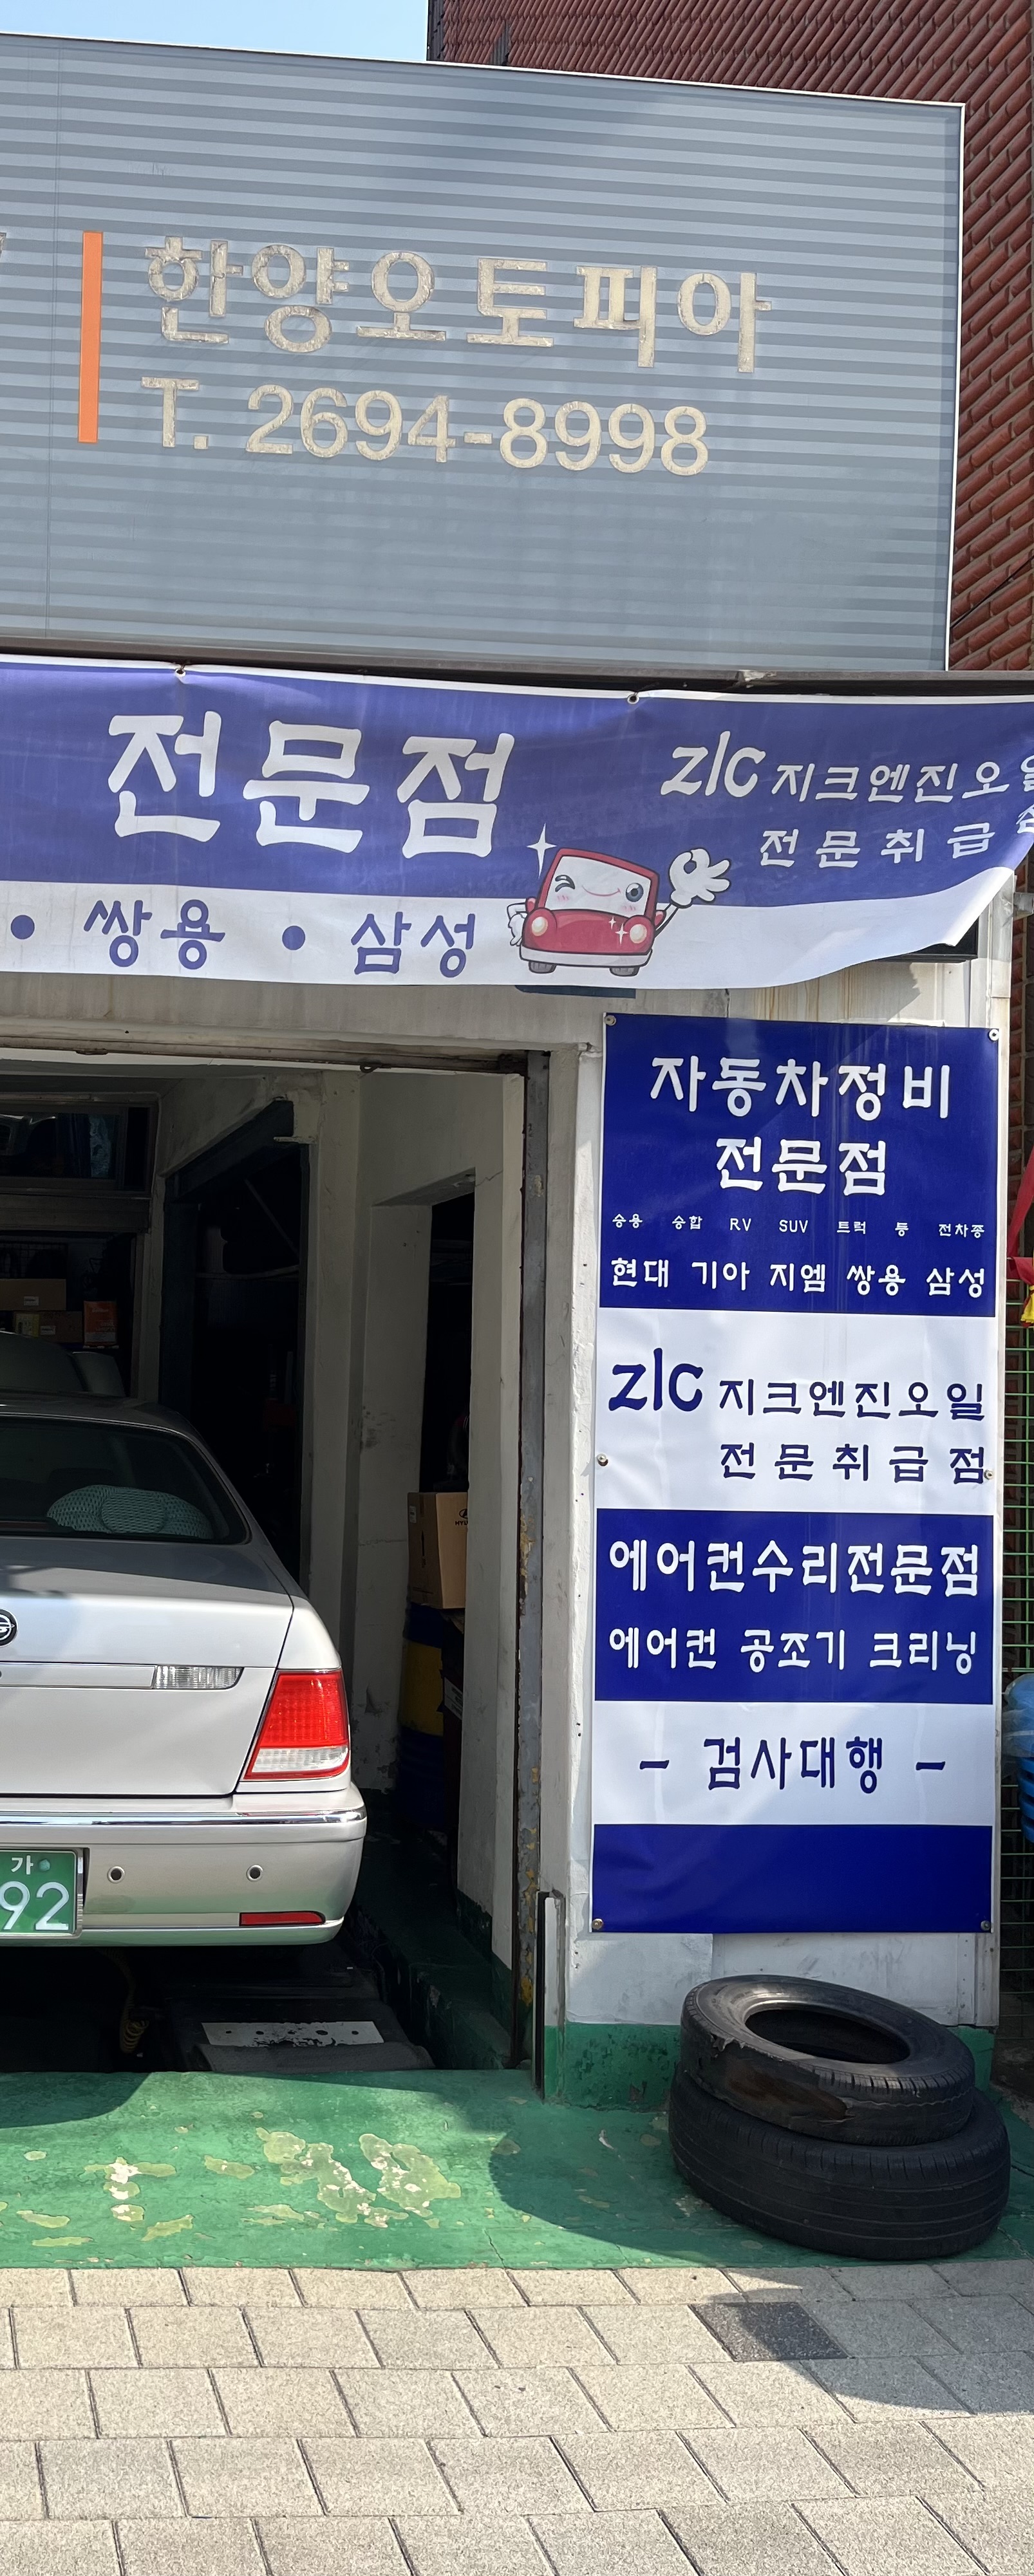 한양오토피아
T. 2694-8998
전문점
ZIC 지크엔진오일
전문취급점
• 쌍용 • 삼성
자동차정비
전문점
승용 승합 RV SUV 트럭 등 전차종
현대 기아 지엠 쌍용 삼성
ZIC 지크엔진오일
전문취급점
에어컨수리전문점
에어컨 공조기 크리닝
- 검사대행 -
가
92